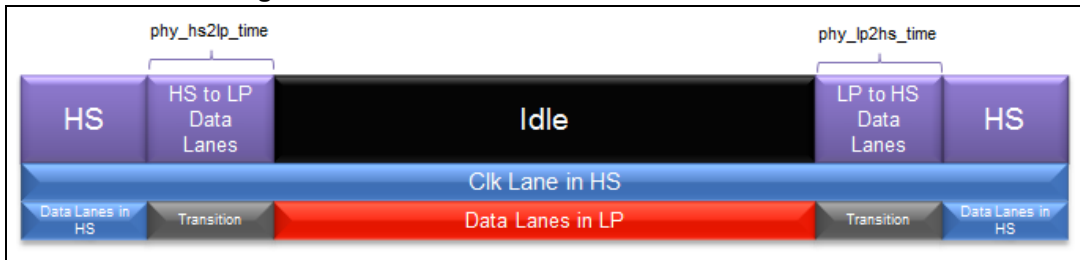 phy_hs2lp_time
phy_lp2hs_time
HS
HS to LP
Data
Lanes
Idle
LP to HS
Data
Lanes
HS
Clk Lane in HS
Data Lanes in
HS
Transition
Data Lanes in LP
Transition
Data Lanes in
HS